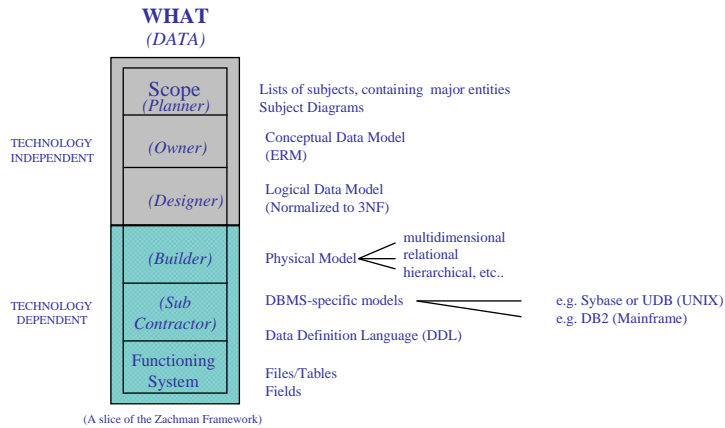 WHAT
(DATA)
Scope
(Planner)
Lists of subjects, containing major entities
Subject Diagrams
TECHNOLOGY
INDEPENDENT
(Owner)
Conceptual Data Model
(ERM)
(Designer)
Logical Data Model
(Normalized to 3NF)
(Builder)
Physical Model
multidimensional
relational
hierarchical, etc..
TECHNOLOGY
DEPENDENT
(Sub
Contractor)
DBMS-specific models
e.g. Sybase or UDB (UNIX)
e.g. DB2 (Mainframe)
Data Definition Language (DDL)
Functioning
System
Files/Tables
Fields
(A slice of the Zachman Framework)